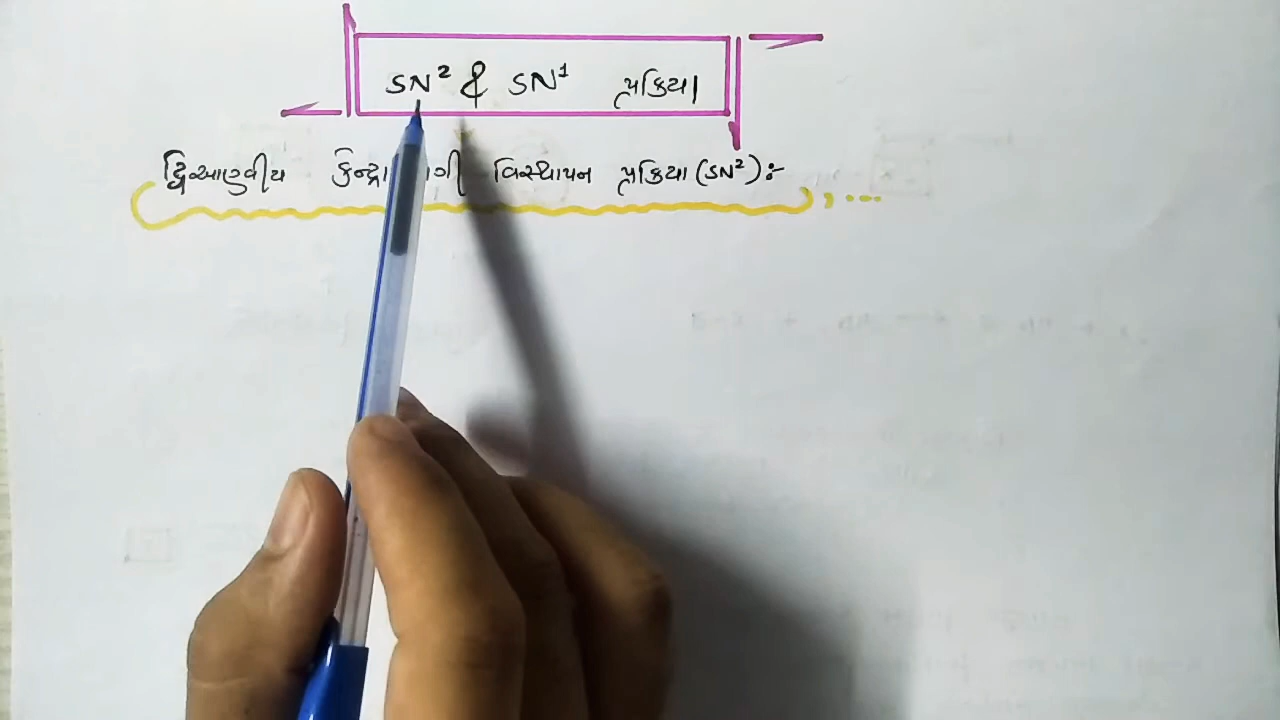 SN² & SN¹ પ્રક્રિયા
દ્વિઆણ્વીય વિસ્થાપન પ્રક્રિયા (SN²) :-